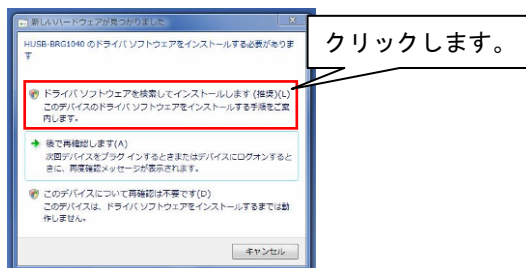 新しいハードウェアが見つかりました
HUSB-BRG1040 のドライバ ソフトウェアをインストールする必要がありま
す
クリックします。
ドライバ ソフトウェアを検索してインストールします (推奨)(L)
このデバイスのドライバ ソフトウェアをインストールする手順をご案
内します。
後で再確認します(A)
次回デバイスをプラグ インするときまたはデバイスにログオンすると
きに、再度確認メッセージが表示されます。
このデバイスについて再確認は不要です(D)
このデバイスは、ドライバ ソフトウェアをインストールするまでは動
作しません。
キャンセル